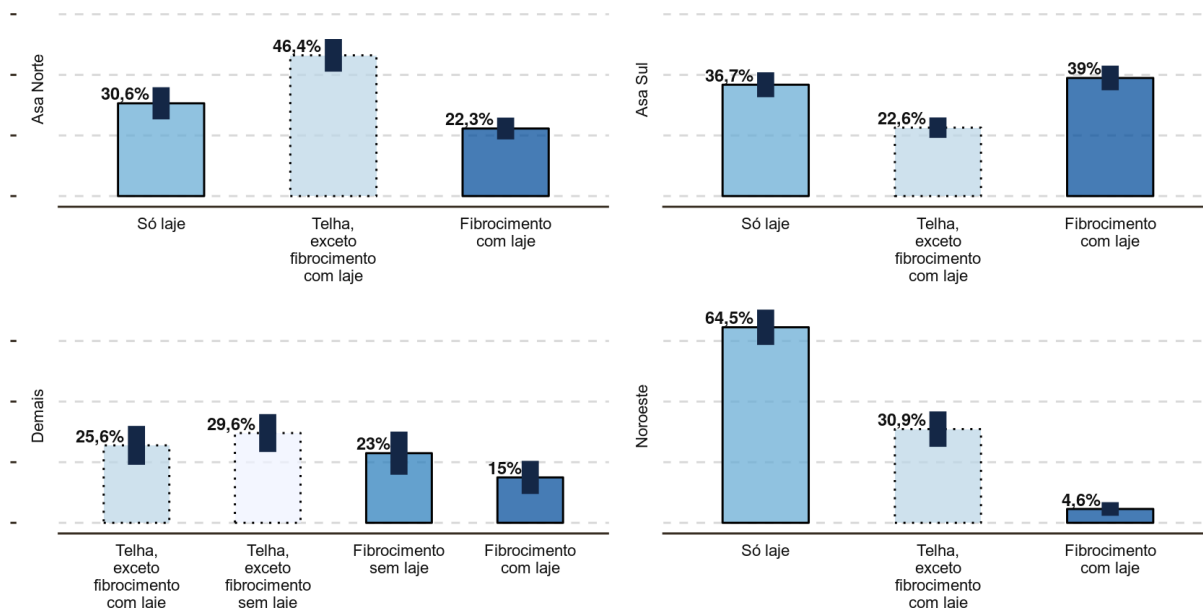 Asa Norte
30,6%
46,4%
22,3%
Só laje
Telha,
exceto
fibrocimento
com laje
Fibrocimento
com laje
Asa Sul
36,7%
22,6%
39%
Só laje
Telha,
exceto
fibrocimento
com laje
Fibrocimento
com laje
Demais
25,6%
29,6%
23%
15%
Telha,
exceto
fibrocimento
com laje
Telha,
exceto
fibrocimento
sem laje
Fibrocimento
sem laje
Fibrocimento
com laje
Noroeste
64,5%
30,9%
4,6%
Só laje
Telha,
exceto
fibrocimento
com laje
Fibrocimento
com laje